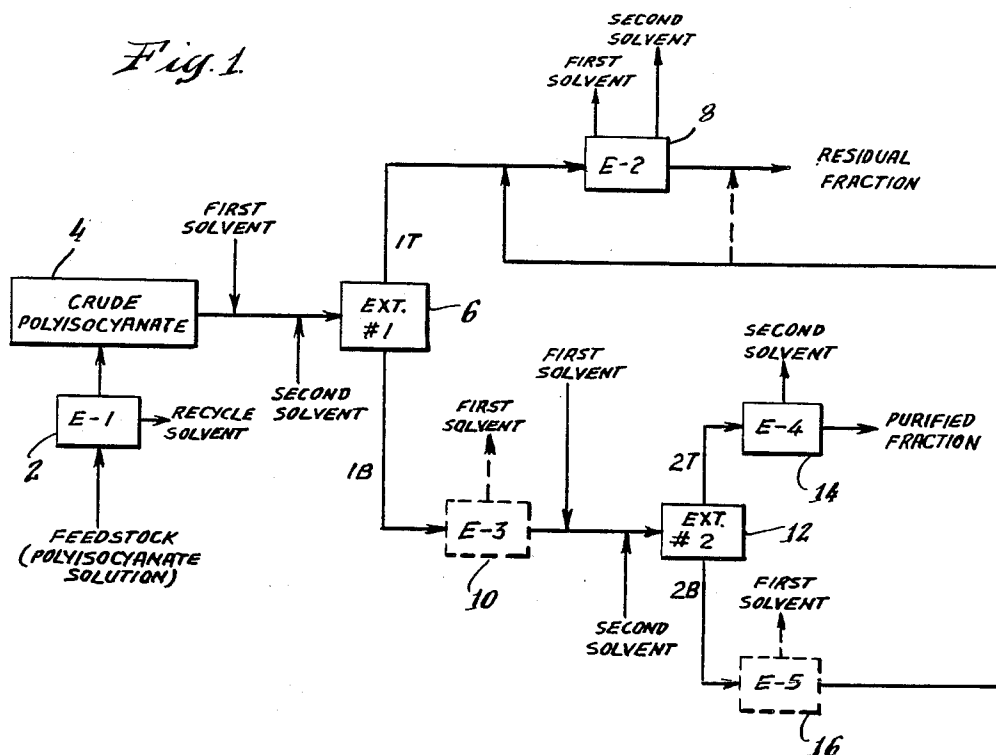 Fig. 1.
SECOND
SOLVENT
FIRST
SOLVENT
8
E-2
RESIDUAL
FRACTION
FIRST
SOLVENT
4
1T
CRUDE
POLYISOCYANATE
EXT.
#1
6
SECOND
SOLVENT
FIRST
SOLVENT
SECOND
SOLVENT
E-1
RECYCLE
SOLVENT
2
FIRST
SOLVENT
E-4
PURIFIED
FRACTION
1B
2T
14
FEEDSTOCK
(POLYISOCYANATE
SOLUTION)
E-3
EXT.
# 2
12
10
2B
FIRST
SOLVENT
SECOND
SOLVENT
E-5
16